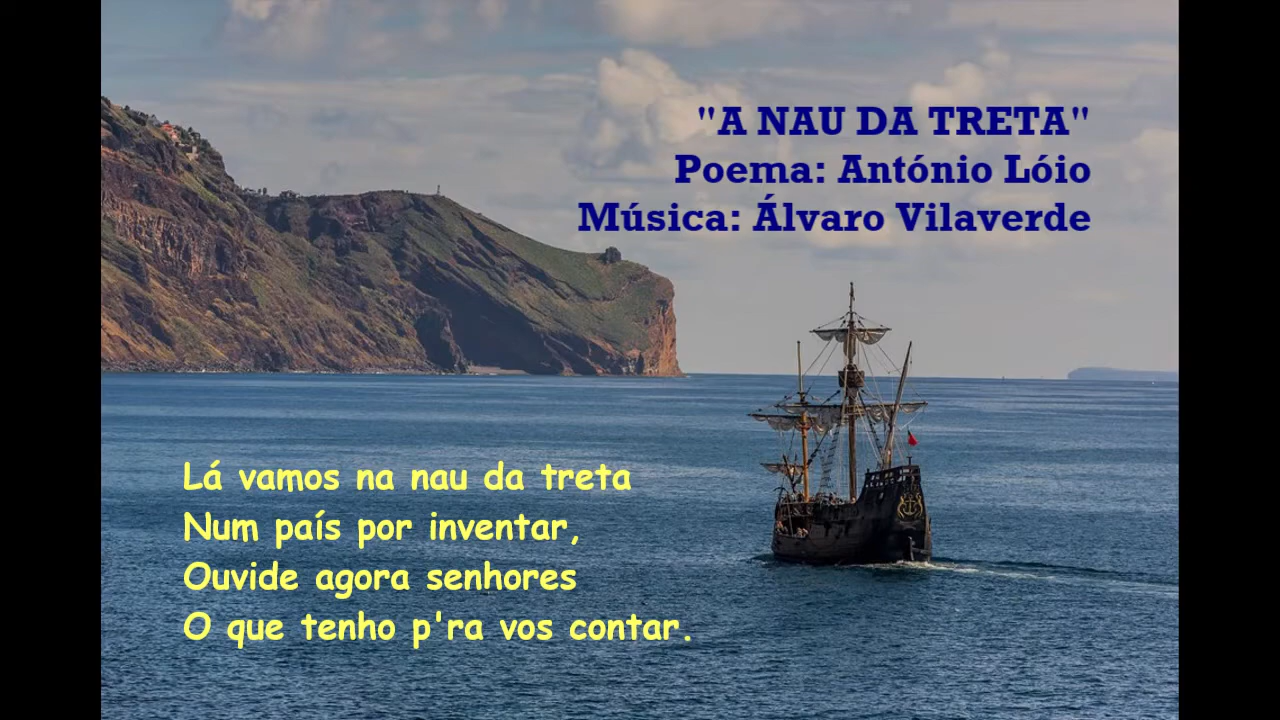 "A NAU DA TRETA"
Poema: António Lóio
Música: Álvaro Vilaverde
Lá vamos na nau da treta
Num país por inventar,
Ouvide agora senhores
O que tenho p'ra vos contar.